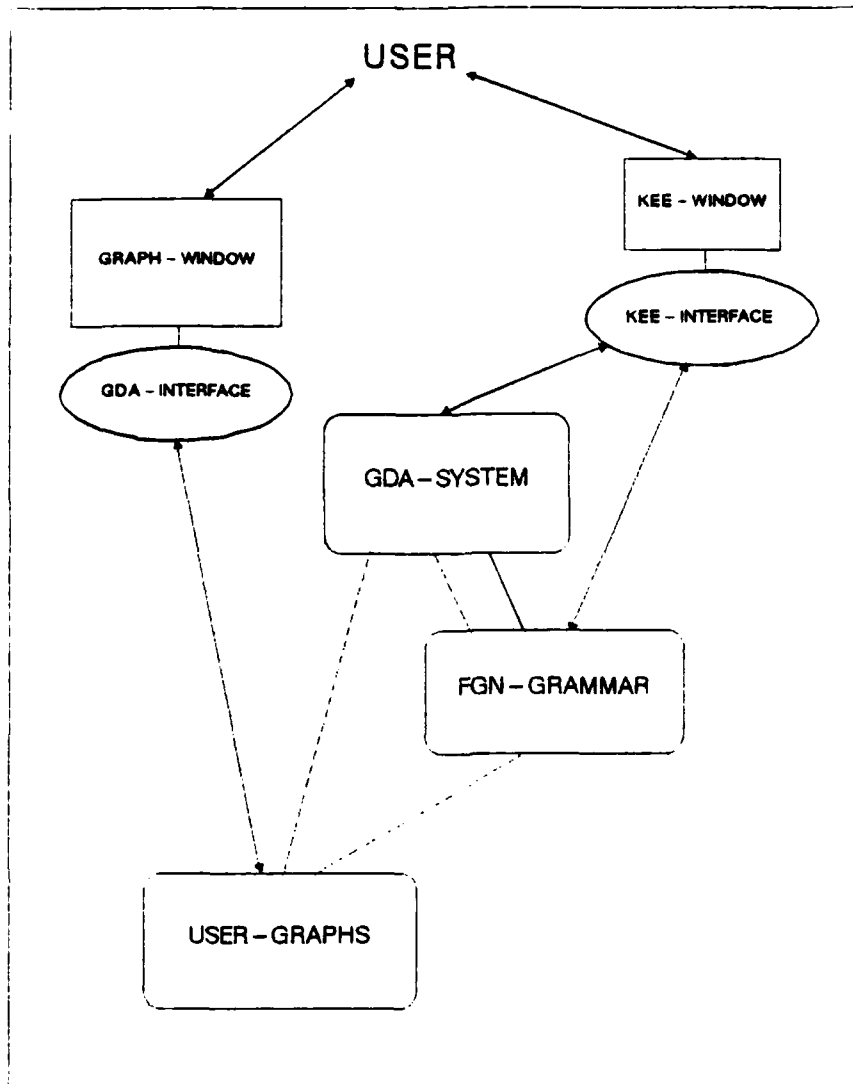 USER
KEE – WINDOW
GRAPH – WINDOW
KEE – INTERFACE
GDA – INTERFACE
GDA – SYSTEM
FGN – GRAMMAR
USER – GRAPHS